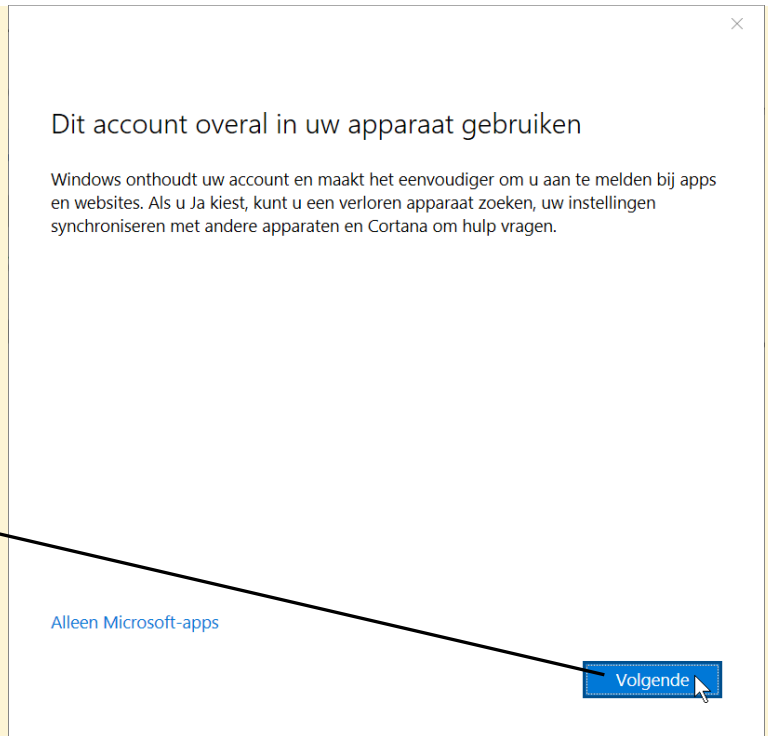 Dit account overal in uw apparaat gebruiken
Windows onthoudt uw account en maakt het eenvoudiger om u aan te melden bij apps
en websites. Als u Ja kiest, kunt u een verloren apparaat zoeken, uw instellingen
synchroniseren met andere apparaten en Cortana om hulp vragen.
Alleen Microsoft-apps
Volgende